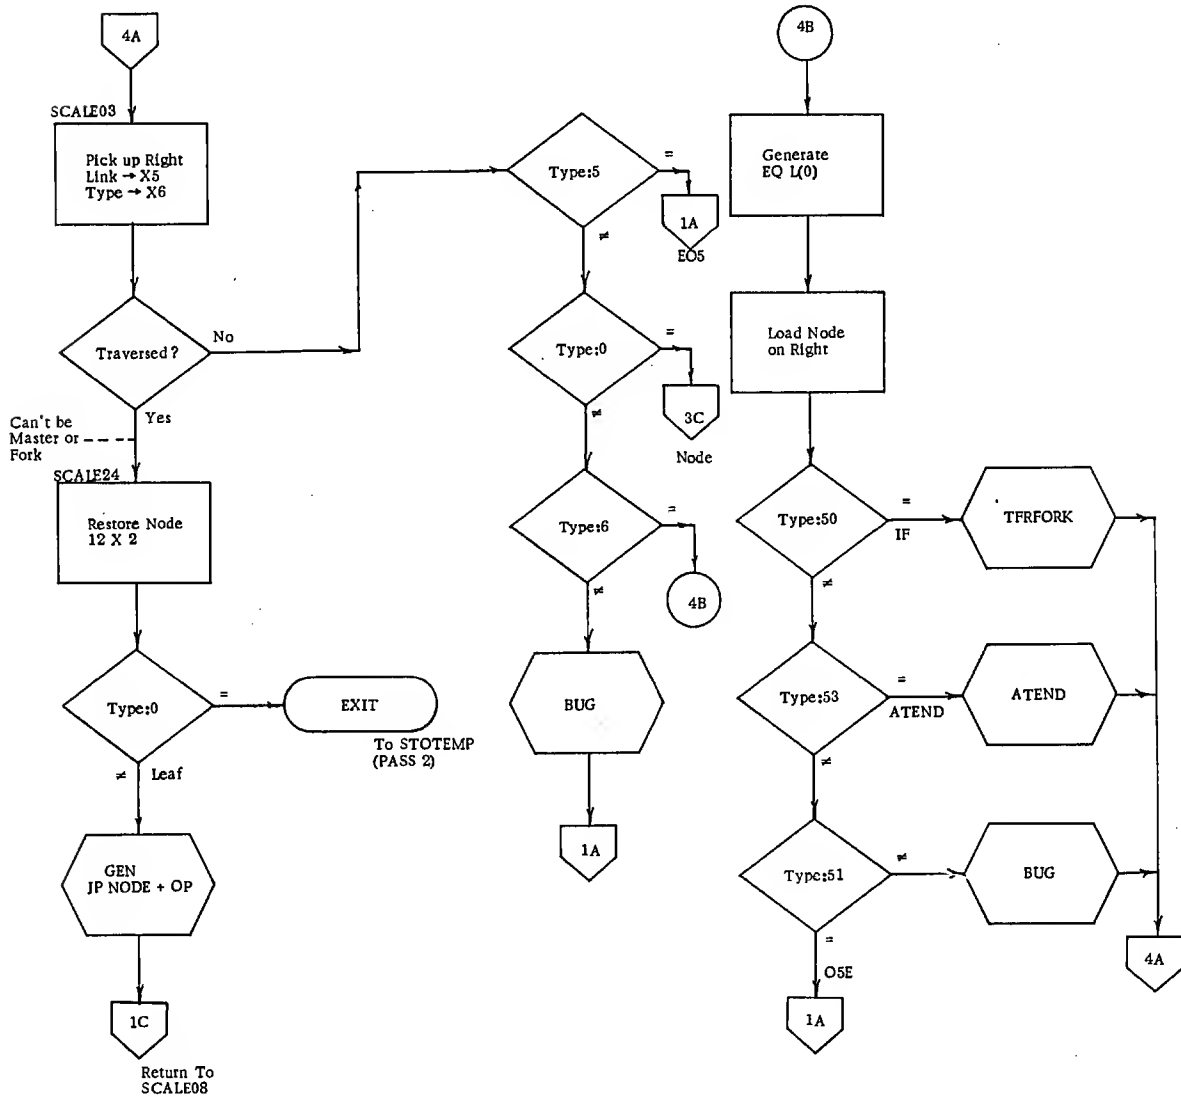 4A
SCALE03
Pick up Right
Link → X5
Type → X6
Traversed?
No
Yes
Can't be
Master or
Fork
SCALE24
Restore Node
12 X 2
Type:0
=
EXIT
To STOTEMP
(PASS 2)
≠ Leaf
GEN
JP NODE + OP
1C
Return To
SCALE08
Type:5
=
1A
EO5
≠
Type:0
=
3C
Node
≠
Type:6
=
4B
≠
BUG
1A
4B
Generate
EQ L(0)
Load Node
on Right
Type:50
=
IF
TFRFORK
≠
Type:53
=
ATEND
ATEND
≠
Type:51
≠
BUG
=
O5E
1A
4A